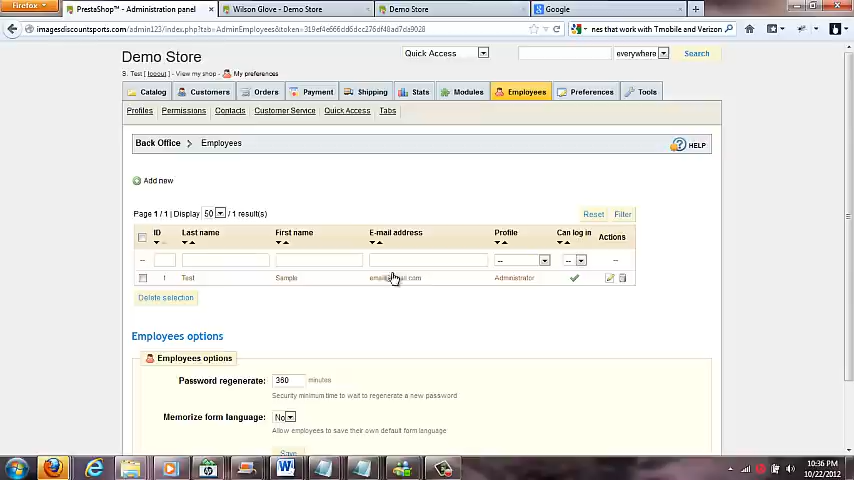 Firefox
PrestaShop™ - Administration panel
Wilson Glove - Demo Store
Demo Store
Google
imagesdiscountsports.com/admin123/index.php?tab=AdminEmployees&token=
nes that work with Tmobile and Verizon
Demo Store
Quick Access
everywhere
Search
S. Test [ logout ] - View my shop - My preferences
Catalog
Customers
Orders
Payment
Shipping
Stats
Modules
Employees
Preferences
Tools
Profiles
Permissions
Contacts
Customer Service
Quick Access
Tabs
Back Office > Employees
HELP
Add new
Page 1 / 1 | Display 50 / 1 result(s)
Reset
Filter
ID
Last name
First name
E-mail address
Profile
Can log in
Actions
--
--
--
--
1
Test
Sample
Administrator
Delete selection
Employees options
Employees options
Password regenerate: 360 minutes
Security minimum time to wait to regenerate a new password
Memorize form language: No
Allow employees to save their own default form language
Save
10:36 PM
10/22/2012